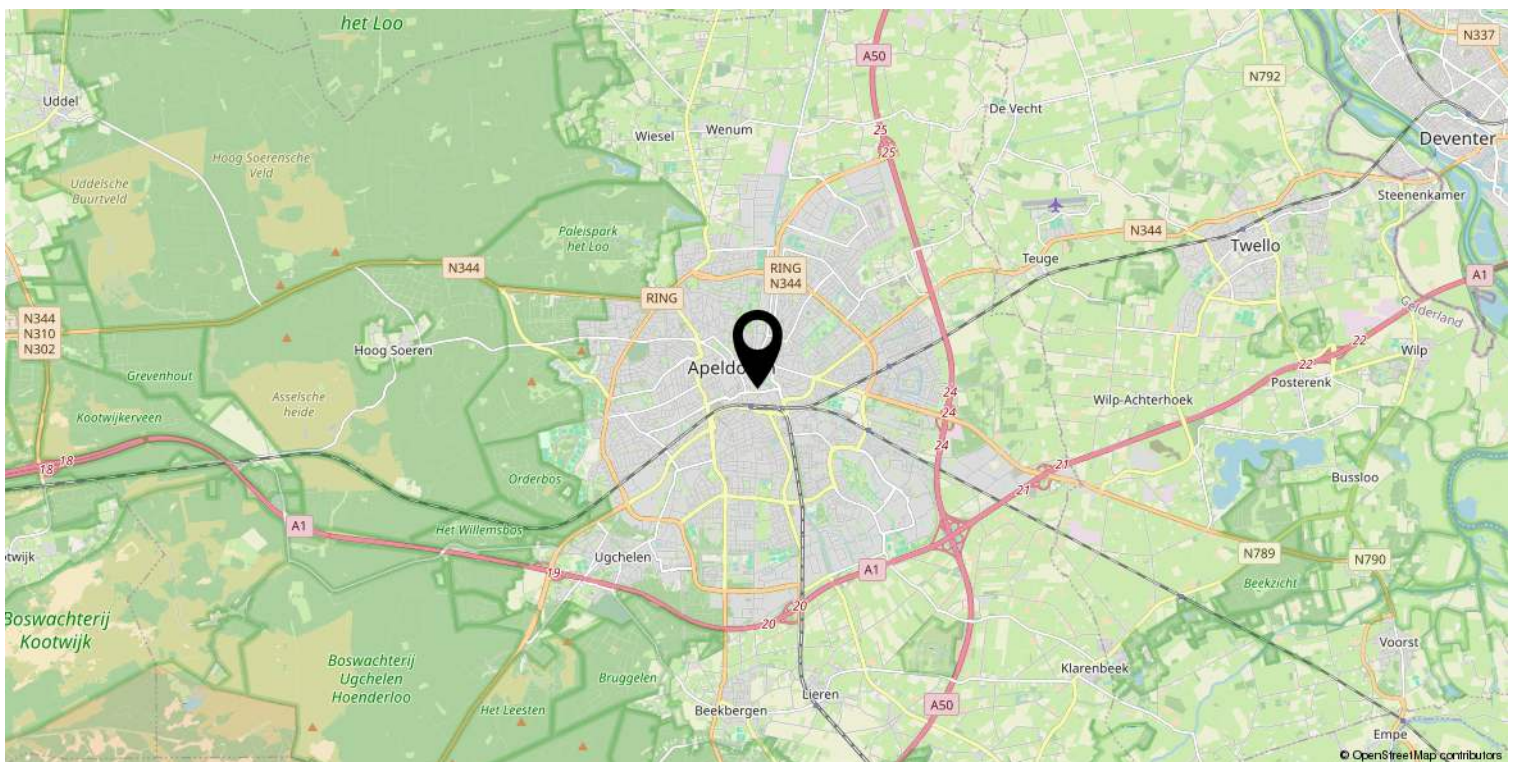 het Loo
N337
A50
N792
Uddel
De Vecht
Wiesel
Wenum
25
25
Deventer
Hoog Soerensche
Veld
Uddelsche
Buurtveld
Steenenkamer
Paleispark
het Loo
N344
Twello
Teuge
N344
RING
N344
A1
RING
N344
N310
N302
Gelderland
Hoog Soeren
22
Wilp
22
Grevenhout
Posterenk
Asselsche
heide
24
Wilp-Achterhoek
24
Kootwijkerveen
24
18
18
21
21
Orderbos
Bussloo
A1
Het Willemsbos
otwijk
Ugchelen
N789
N790
19
A1
Beekzicht
20
20
Boswachterij
Kootwijk
Voorst
Boswachterij
Ugchelen
Hoenderloo
Klarenbeek
Bruggelen
Lieren
A50
Het Leesten
Beekbergen
Empe
© OpenStreetMap contributors